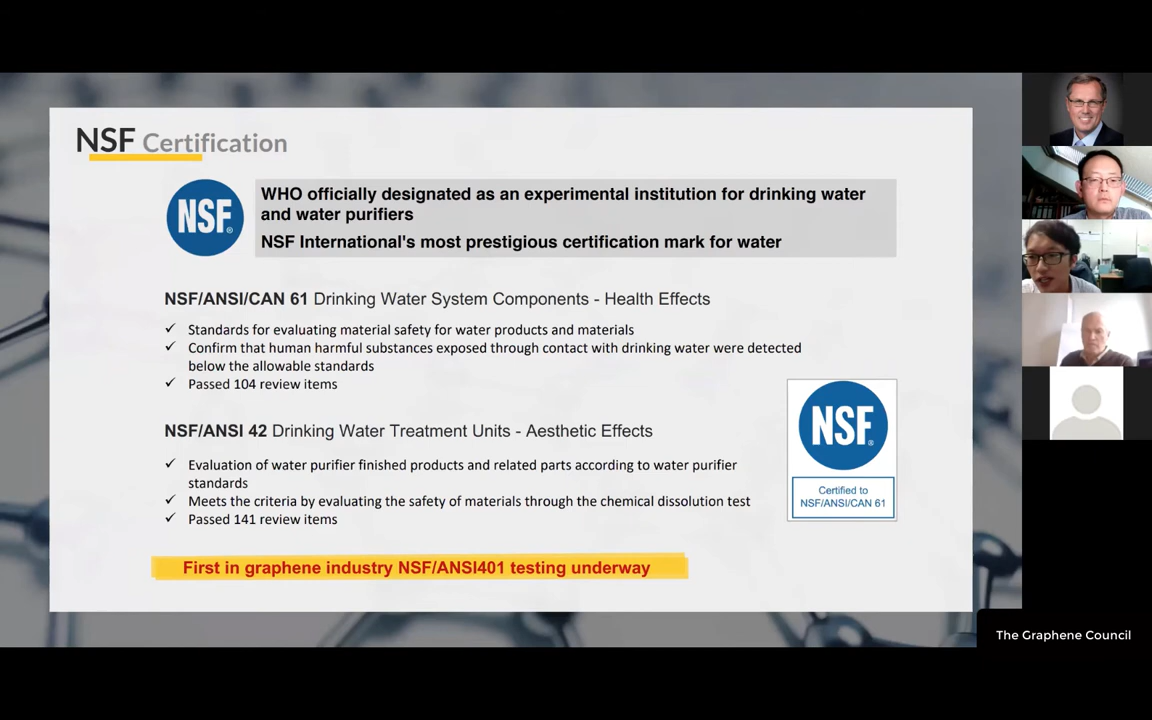 NSF Certification
NSF®
WHO officially designated as an experimental institution for drinking water
and water purifiers
NSF International's most prestigious certification mark for water
NSF/ANSI/CAN 61 Drinking Water System Components - Health Effects
✓ Standards for evaluating material safety for water products and materials
✓ Confirm that human harmful substances exposed through contact with drinking water were detected
below the allowable standards
✓ Passed 104 review items
NSF/ANSI 42 Drinking Water Treatment Units - Aesthetic Effects
✓ Evaluation of water purifier finished products and related parts according to water purifier
standards
✓ Meets the criteria by evaluating the safety of materials through the chemical dissolution test
✓ Passed 141 review items
NSF®
Certified to
NSF/ANSI/CAN 61
First in graphene industry NSF/ANSI401 testing underway
The Graphene Council